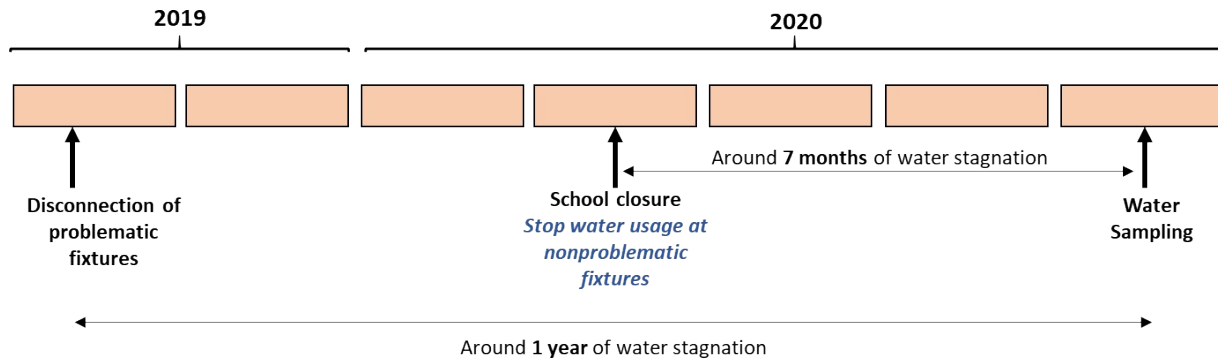 2019
2020
Around 7 months of water stagnation
Disconnection of
problematic
fixtures
School closure
Stop water usage at
nonproblematic
fixtures
Water
Sampling
Around 1 year of water stagnation